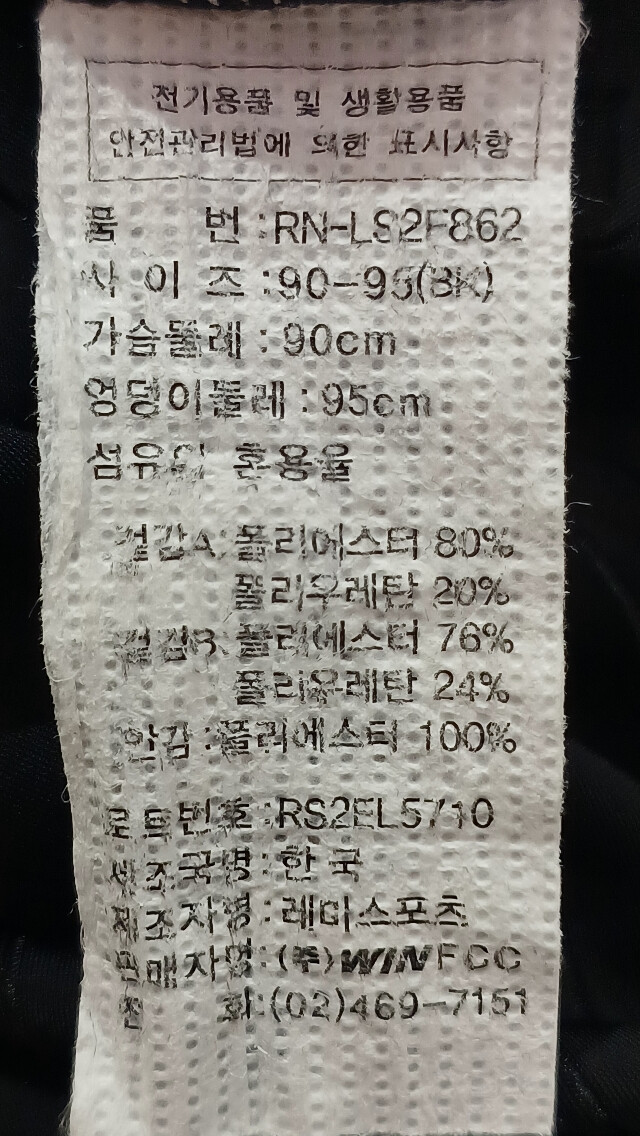 전기용품 및 생활용품
안전관리법에 의한 표시사항
품 번 : RN-LS2F862
사 이 즈 : 90-95(BK)
가슴둘레 : 90cm
엉덩이둘레 : 95cm
섬유의 혼용율
겉감A: 폴리에스터 80%
폴리우레탄 20%
겉감B: 폴리에스터 76%
폴리우레탄 24%
안감 : 폴리에스터 100%
로트번호 : RS2EL5710
제조국명 : 한국
제조자명 : 레마스포츠
판매자명 : (주)WINFCC
전 화:(02)469-7151